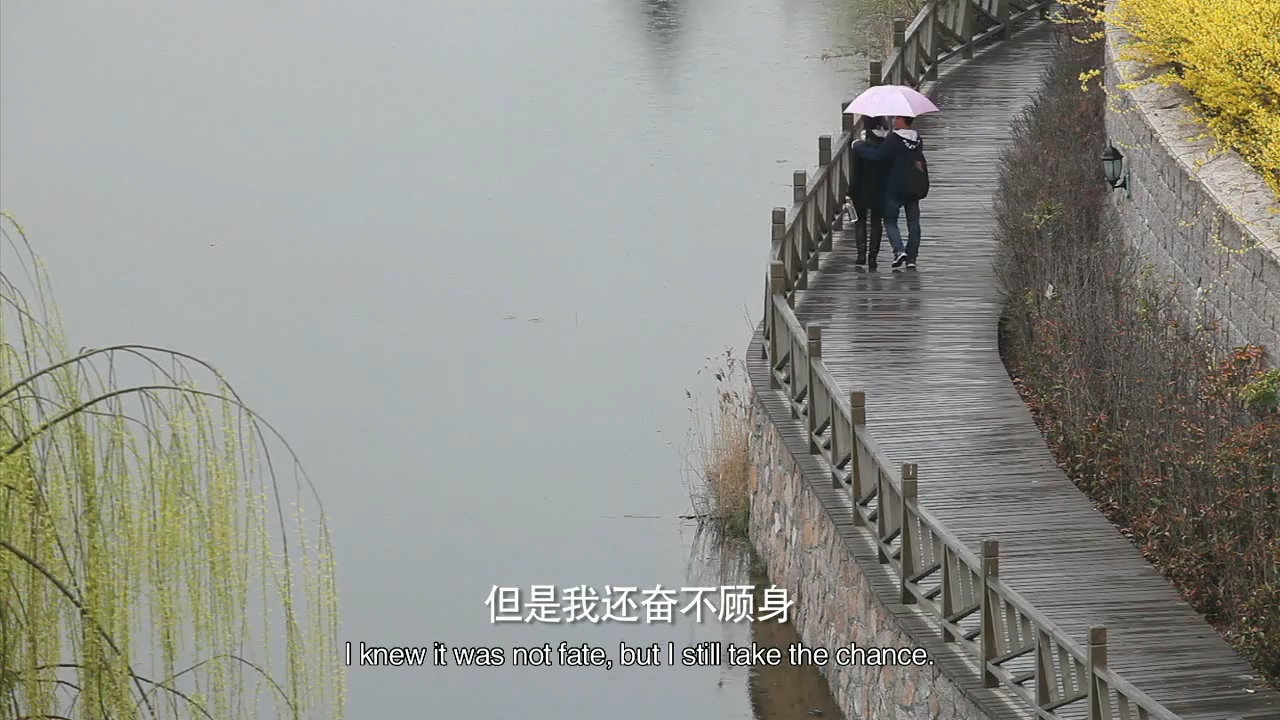 但是我还奋不顾身
I knew it was not fate, but I still take the chance.